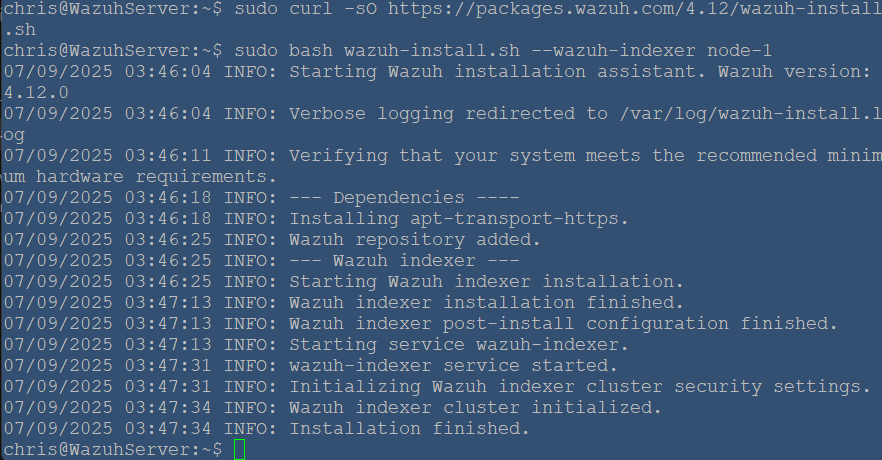 chris@WazuhServer:~$ sudo curl -sO https://packages.wazuh.com/4.12/wazuh-install
.sh
chris@WazuhServer:~$ sudo bash wazuh-install.sh --wazuh-indexer node-1
07/09/2025 03:46:04 INFO: Starting Wazuh installation assistant. Wazuh version:
4.12.0
07/09/2025 03:46:04 INFO: Verbose logging redirected to /var/log/wazuh-install.l
og
07/09/2025 03:46:11 INFO: Verifying that your system meets the recommended minim
um hardware requirements.
07/09/2025 03:46:18 INFO: --- Dependencies ----
07/09/2025 03:46:18 INFO: Installing apt-transport-https.
07/09/2025 03:46:25 INFO: Wazuh repository added.
07/09/2025 03:46:25 INFO: --- Wazuh indexer ---
07/09/2025 03:46:25 INFO: Starting Wazuh indexer installation.
07/09/2025 03:47:13 INFO: Wazuh indexer installation finished.
07/09/2025 03:47:13 INFO: Wazuh indexer post-install configuration finished.
07/09/2025 03:47:13 INFO: Starting service wazuh-indexer.
07/09/2025 03:47:31 INFO: wazuh-indexer service started.
07/09/2025 03:47:31 INFO: Initializing Wazuh indexer cluster security settings.
07/09/2025 03:47:34 INFO: Wazuh indexer cluster initialized.
07/09/2025 03:47:34 INFO: Installation finished.
chris@WazuhServer:~$